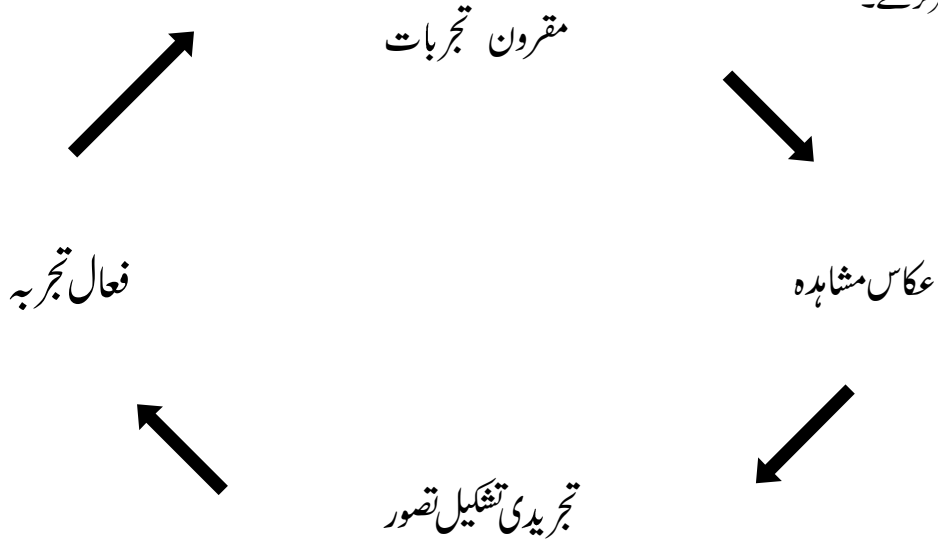 مقرون تجربات
عکاس مشاہدہ
تجریدی تشکیل تصور
فعال تجربہ